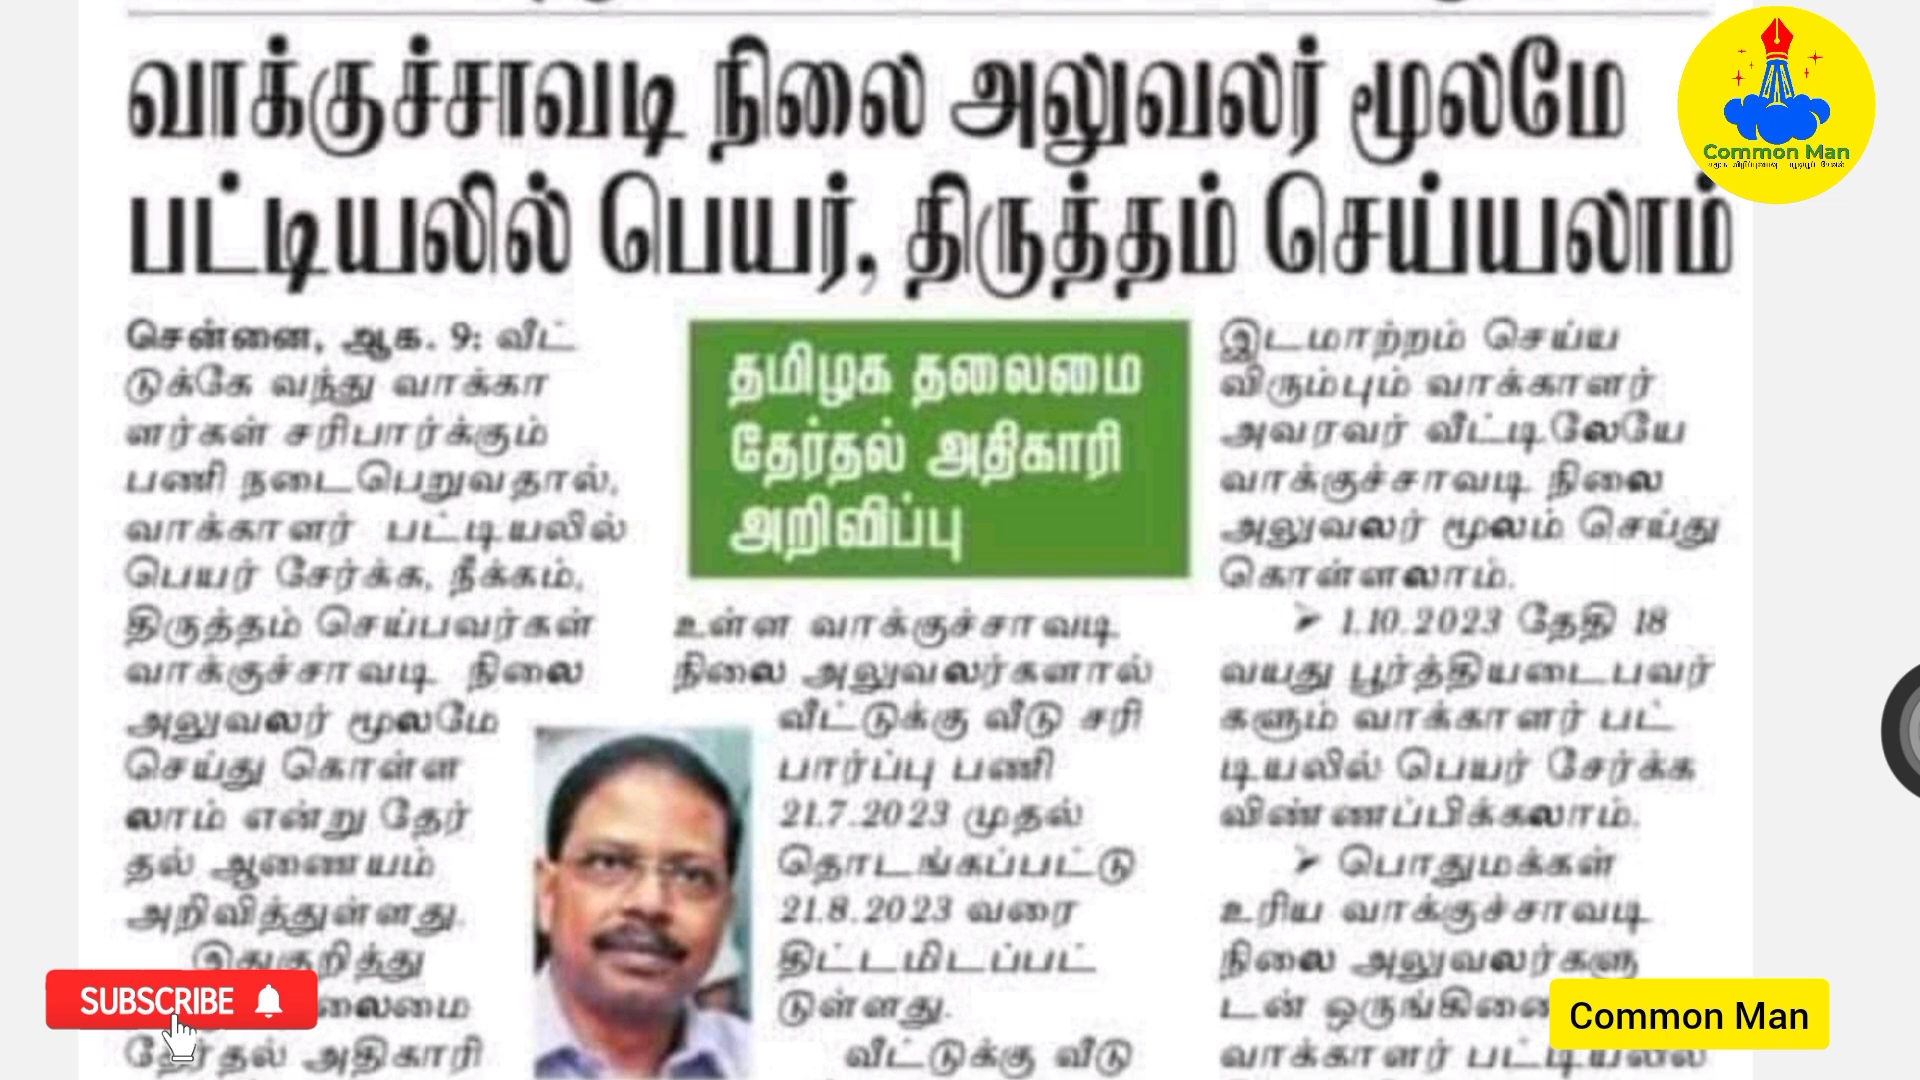 வாக்குச்சாவடி நிலை அலுவலர் மூலமே
பட்டியலில் பெயர், திருத்தம் செய்யலாம்
சென்னை, ஆக. 9: வீட்
டுக்கே வந்து வாக்கா
ளர்கள் சரிபார்க்கும்
பணி நடைபெறுவதால்,
வாக்காளர் பட்டியலில்
பெயர் சேர்க்க, நீக்கம்,
திருத்தம் செய்பவர்கள்
வாக்குச்சாவடி நிலை
அலுவலர் மூலமே
செய்து கொள்ள
லாம் என்று தேர்
தல் ஆணையம்
அறிவித்துள்ளது.
இதுகுறித்து
லைமை
தேர்தல் அதிகாரி
தமிழக தலைமை
தேர்தல் அதிகாரி
அறிவிப்பு
உள்ள வாக்குச்சாவடி
நிலை அலுவலர்களால்
வீட்டுக்கு வீடு சரி
பார்ப்பு பணி
21.7.2023 முதல்
தொடங்கப்பட்டு
21.8.2023 வரை
திட்டமிடப்பட்
டுள்ளது.
வீட்டுக்கு வீடு
இடமாற்றம் செய்ய
விரும்பும் வாக்காளர்
அவரவர் வீட்டிலேயே
வாக்குச்சாவடி நிலை
அலுவலர் மூலம் செய்து
கொள்ளலாம்.
➤ 1.10.2023 தேதி 18
வயது பூர்த்தியடைபவர்
களும் வாக்காளர் பட்
டியலில் பெயர் சேர்க்க
விண்ணப்பிக்கலாம்.
➤ பொதுமக்கள்
உரிய வாக்குச்சாவடி
நிலை அலுவலர்களு
டன் ஒருங்கிணை
வாக்காளர் பட்டியலில்
Common Man
SUBSCRIBE
Common Man